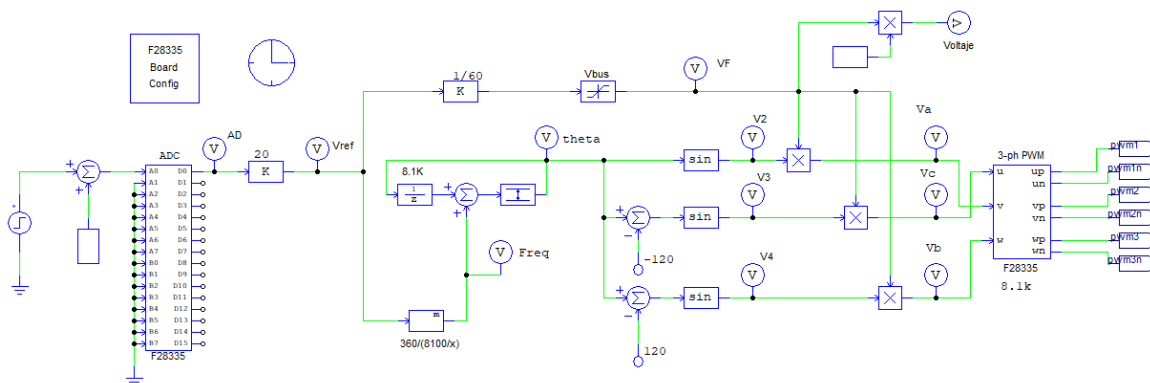 F28335
Board
Config
1/60
K
Vbus
V
VF
V
Voltaje
AD
V
ADC
20
K
Vref
V
8.1K
1
z
theta
V
Freq
V
360/(8100/x)
m
V2
V
sin
V3
V
sin
-120
V4
V
sin
120
Va
V
Vc
V
Vb
V
3-ph PWM
u up
un
v vp
vn
w wp
wn
F28335
8.1k
pwm1
pwm1n
pwm2
pwm2n
pwm3
pwm3n
A0 D0
A1 D1
A2 D2
A3 D3
A4 D4
A5 D5
A6 D6
A7 D7
B0 D8
B1 D9
B2 D10
B3 D11
B4 D12
B5 D13
B6 D14
B7 D15
F28335